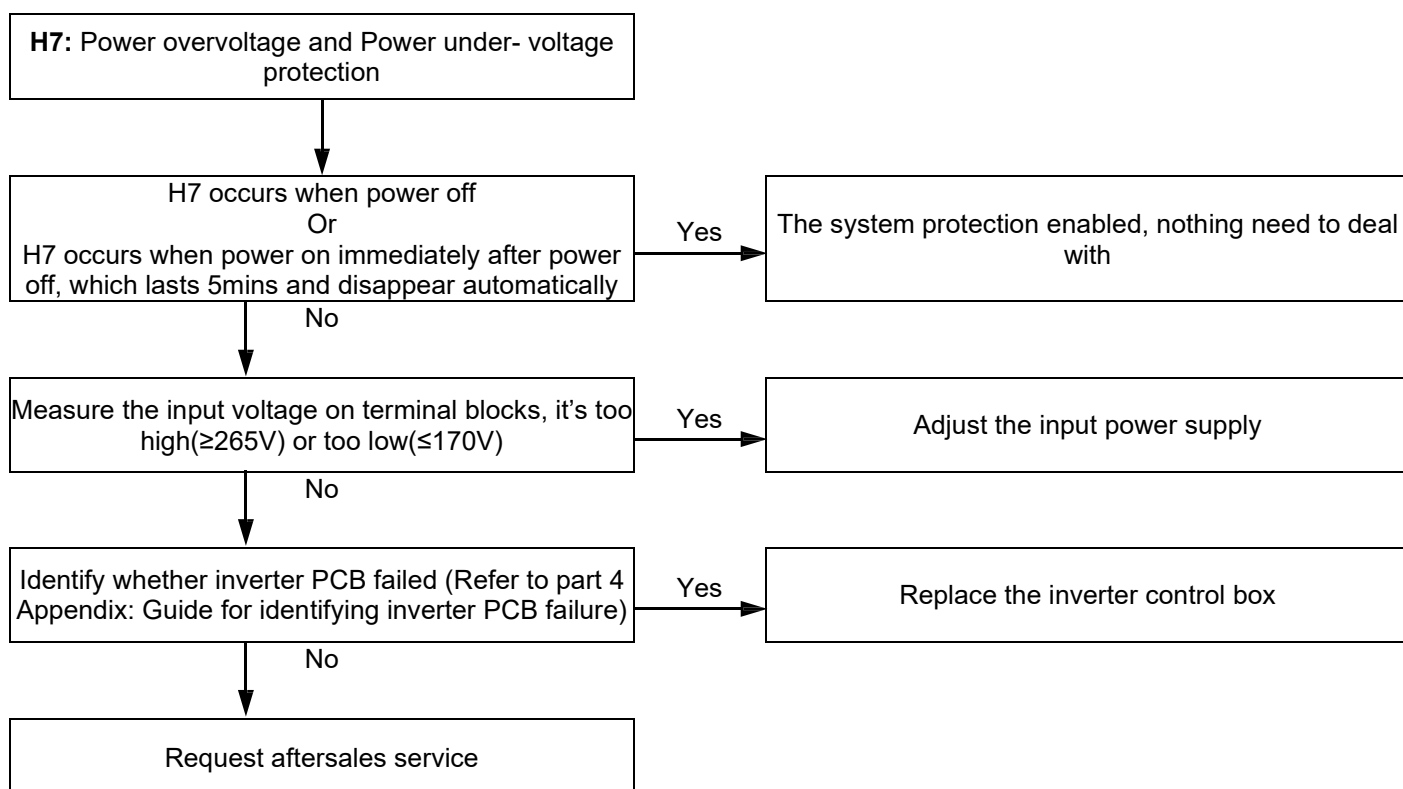 H7: Power overvoltage and Power under- voltage
protection
H7 occurs when power off
Or
H7 occurs when power on immediately after power
off, which lasts 5mins and disappear automatically
Yes
The system protection enabled, nothing need to deal
with
No
Measure the input voltage on terminal blocks, it’s too
high(≥265V) or too low(≤170V)
Yes
Adjust the input power supply
No
Identify whether inverter PCB failed (Refer to part 4
Appendix: Guide for identifying inverter PCB failure)
Yes
Replace the inverter control box
No
Request aftersales service